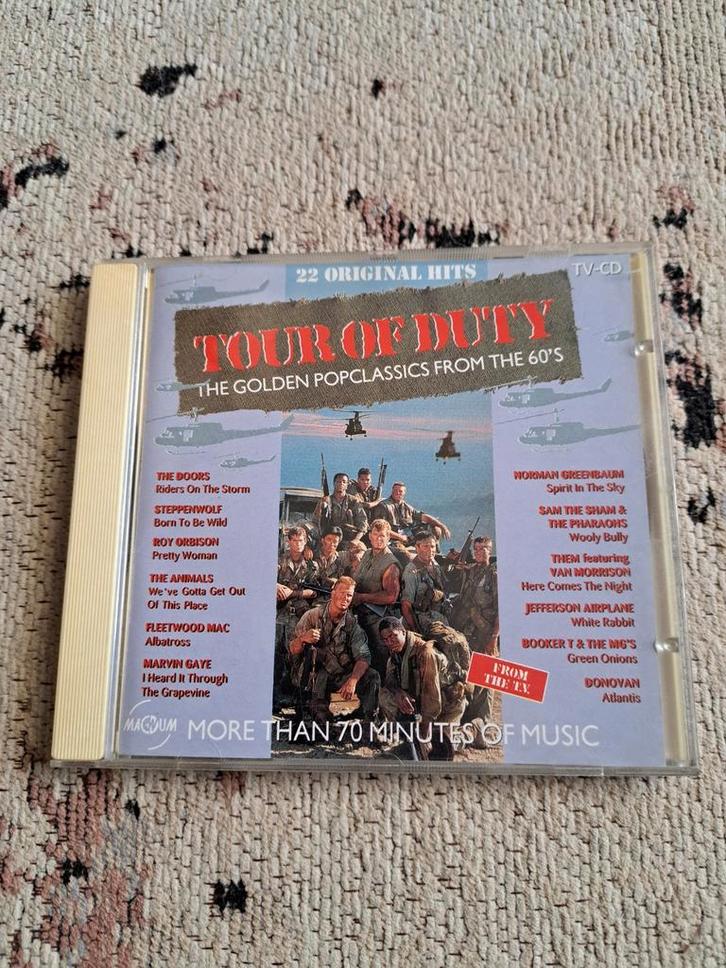 22 ORIGINAL HITS
TV-CD
TOUR OF DUTY
THE GOLDEN POPCLASSICS FROM THE 60'S
THE DOORS
Riders On The Storm
STEPPENWOLF
Born To Be Wild
ROY ORBISON
Pretty Woman
THE ANIMALS
We've Gotta Get Out
Of This Place
FLEETWOOD MAC
Albatross
MARVIN GAYE
I Heard It Through
The Grapevine
NORMAN GREENBAUM
Spirit In The Sky
SAM THE SHAM &
THE PHARAONS
Wooly Bully
THEM featuring
VAN MORRISON
Here Comes The Night
JEFFERSON AIRPLANE
White Rabbit
BOOKER T & THE MG'S
Green Onions
DONOVAN
Atlantis
FROM
THE T.V.
MAGNUM
MORE THAN 70 MINUTES OF MUSIC